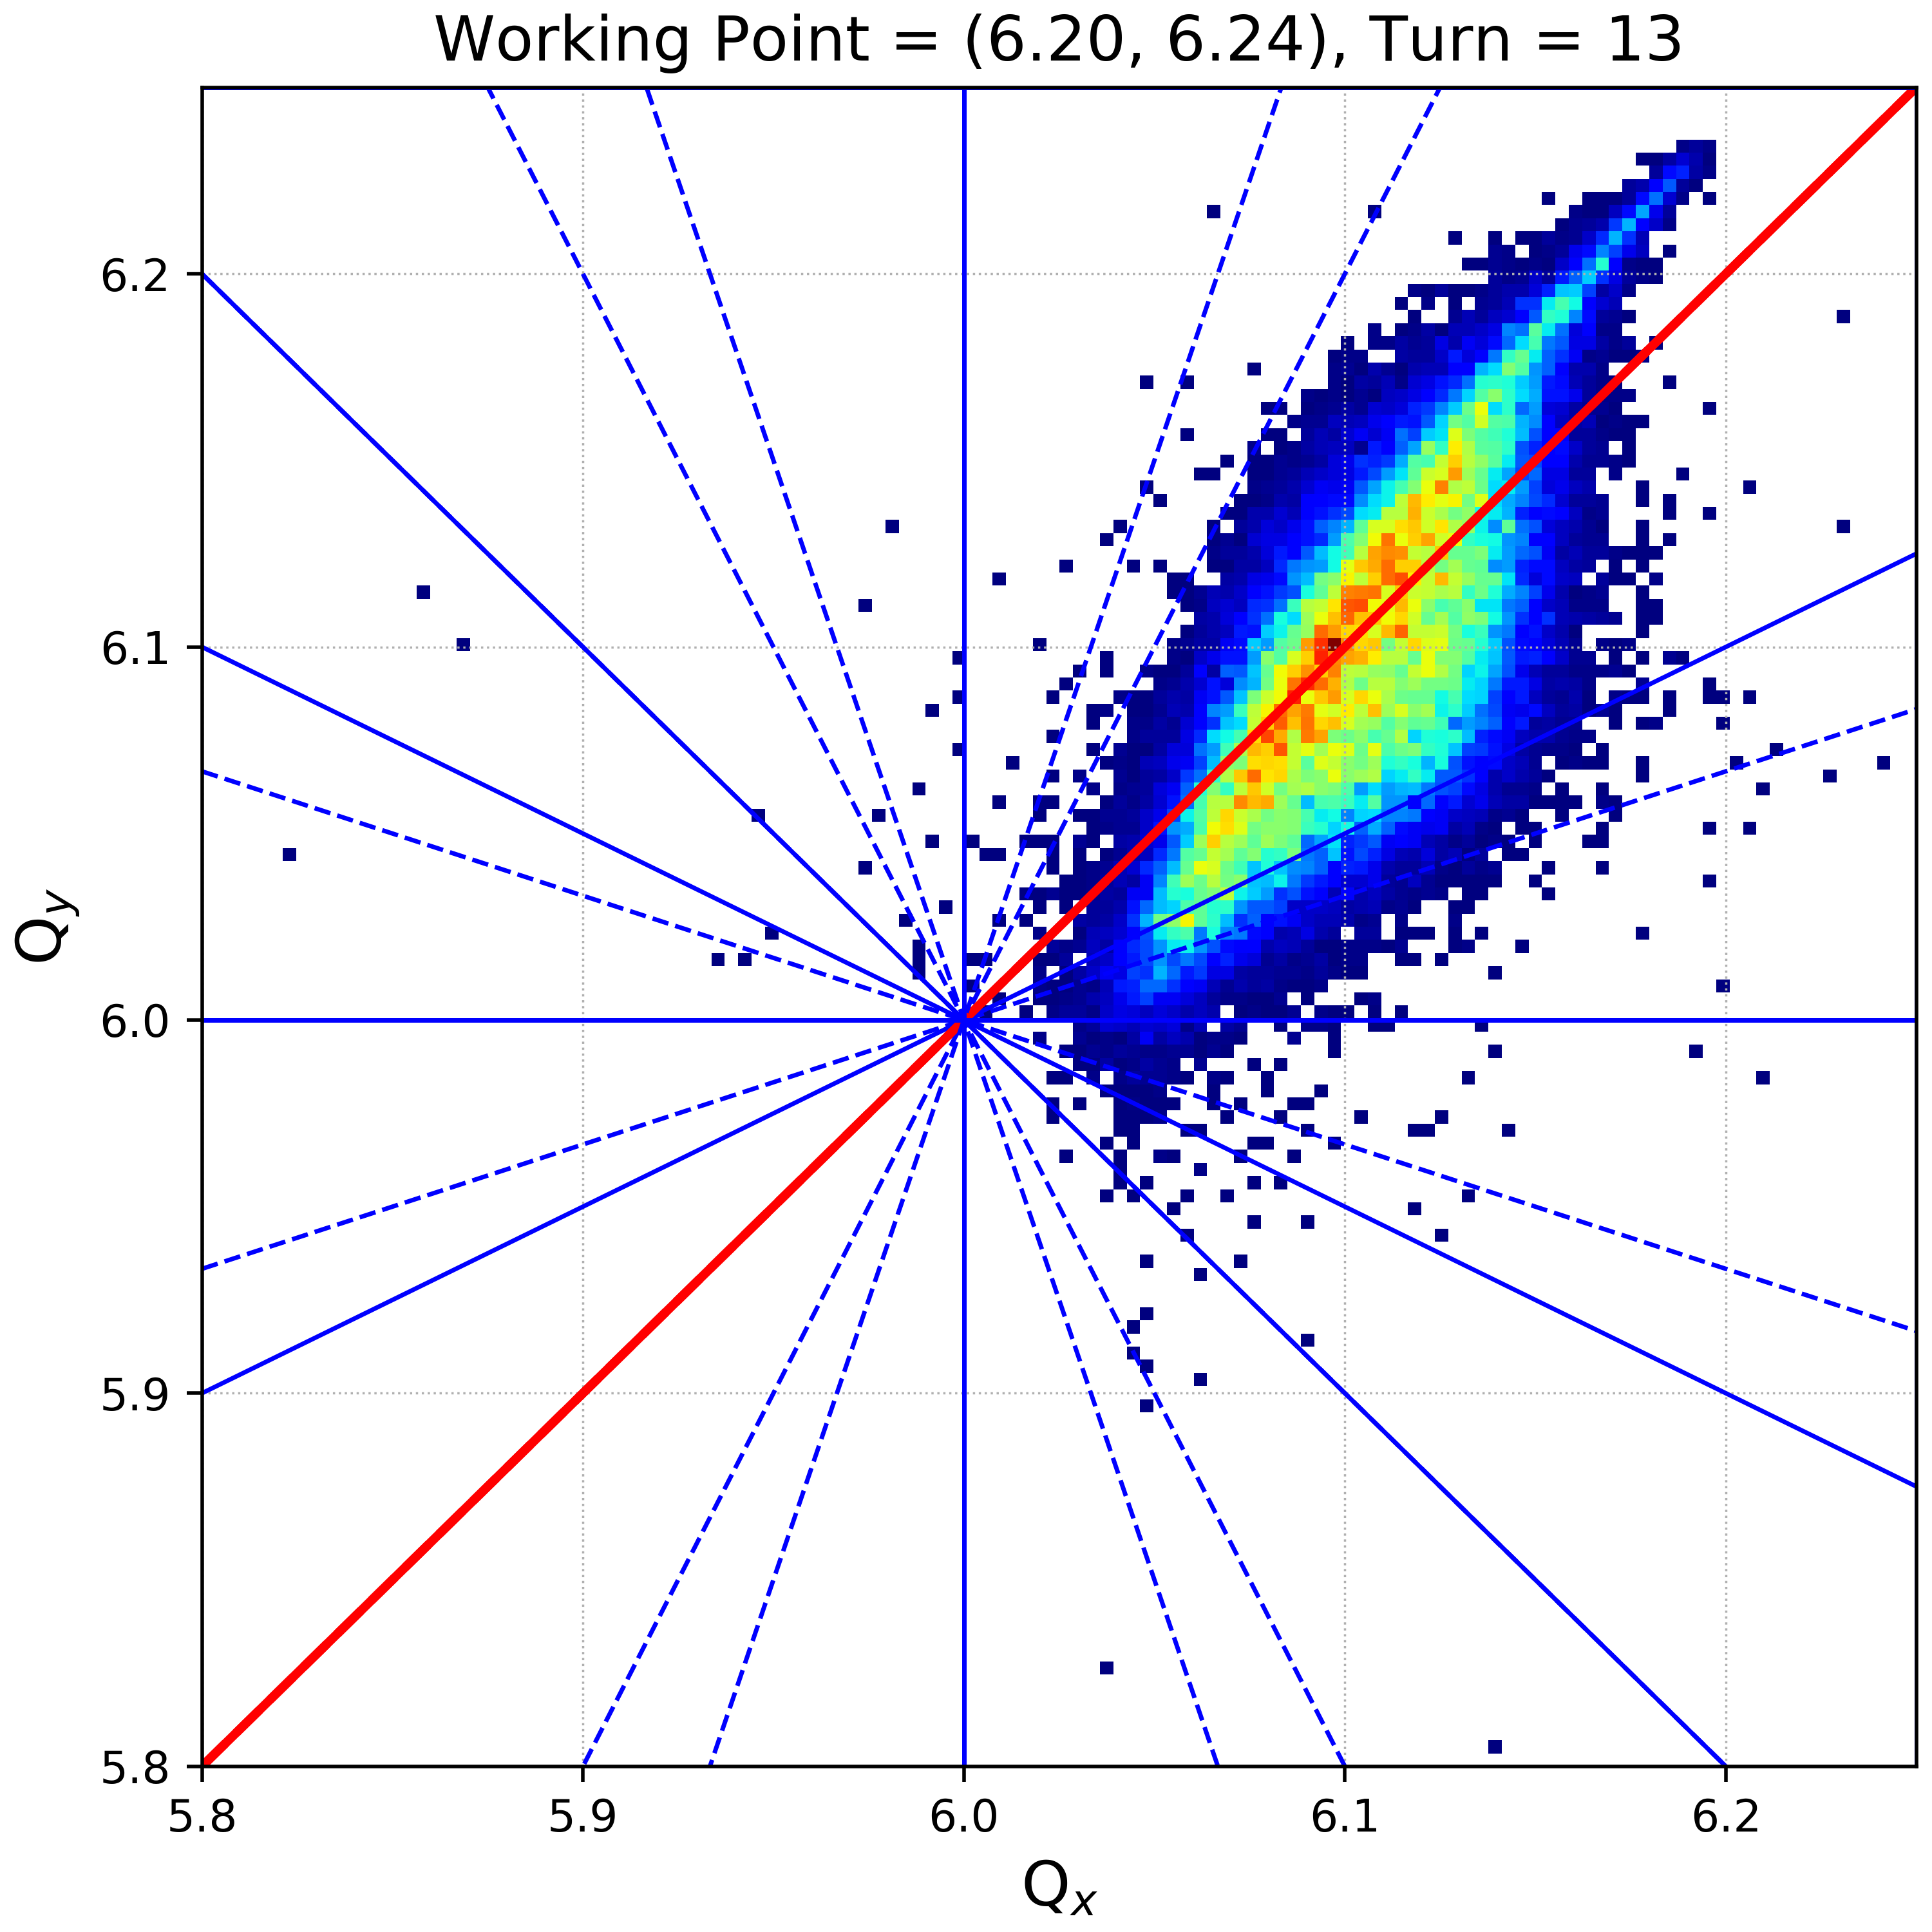 Working Point = (6.20, 6.24), Turn = 13
6.2
6.1
6.0
5.9
5.8
Qy
5.8 5.9 6.0 6.1 6.2
Qx